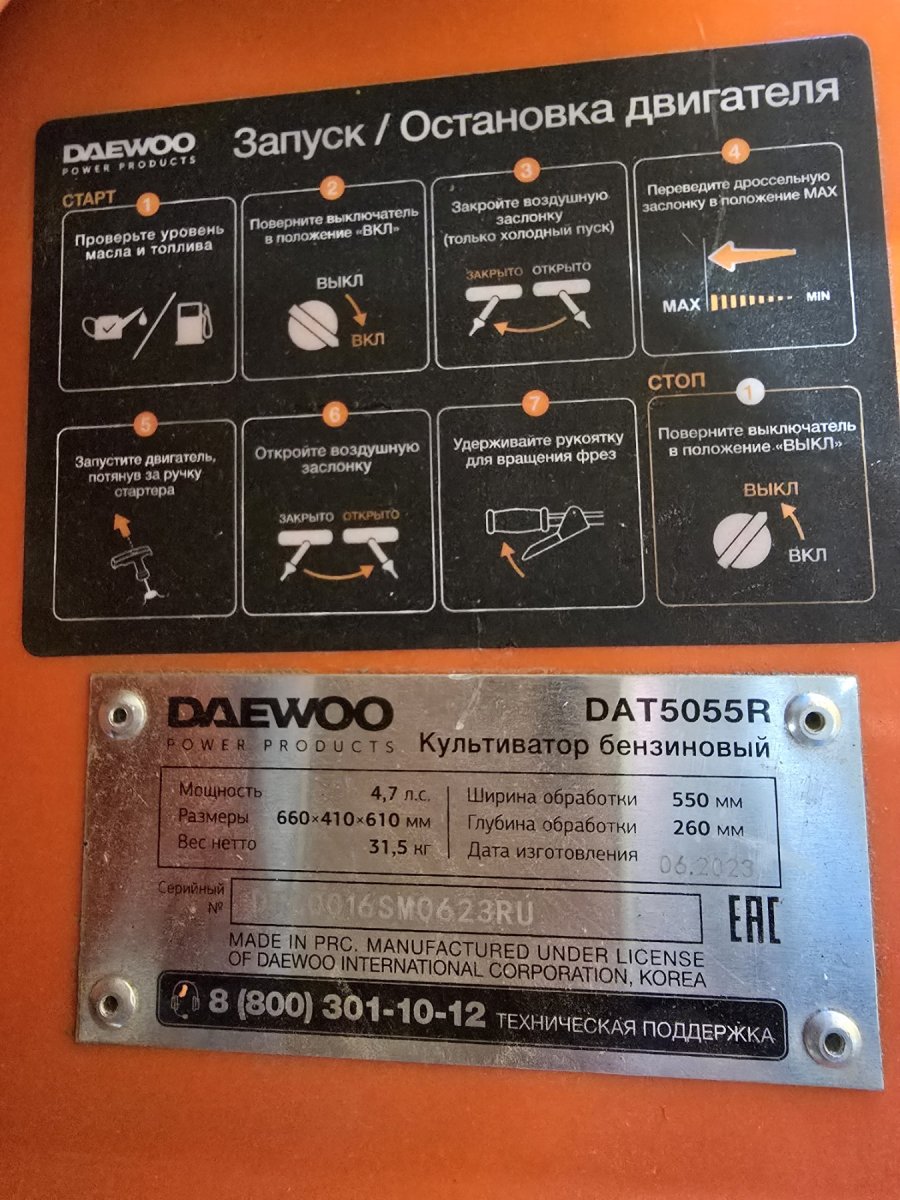 DAEWOO
POWER PRODUCTS
Запуск / Остановка двигателя
СТАРТ
1
Проверьте уровень
масла и топлива
2
Поверните выключатель
в положение «ВКЛ»
ВЫКЛ
ВКЛ
3
Закройте воздушную
заслонку
(только холодный пуск)
ЗАКРЫТО ОТКРЫТО
4
Переведите дроссельную
заслонку в положение MAX
MAX MIN
5
Запустите двигатель,
потянув за ручку
стартера
6
Откройте воздушную
заслонку
ЗАКРЫТО ОТКРЫТО
7
Удерживайте рукоятку
для вращения фрез
СТОП
1
Поверните выключатель
в положение «ВЫКЛ»
ВЫКЛ
ВКЛ
DAEWOO
POWER PRODUCTS
DAT5055R
Культиватор бензиновый
Мощность 4,7 л.с.
Размеры 660×410×610 мм
Вес нетто 31,5 кг
Ширина обработки 550 мм
Глубина обработки 260 мм
Дата изготовления 06.2023
Серийный
№
EAC
MADE IN PRC. MANUFACTURED UNDER LICENSE
OF DAEWOO INTERNATIONAL CORPORATION, KOREA
8 (800) 301-10-12 ТЕХНИЧЕСКАЯ ПОДДЕРЖКА